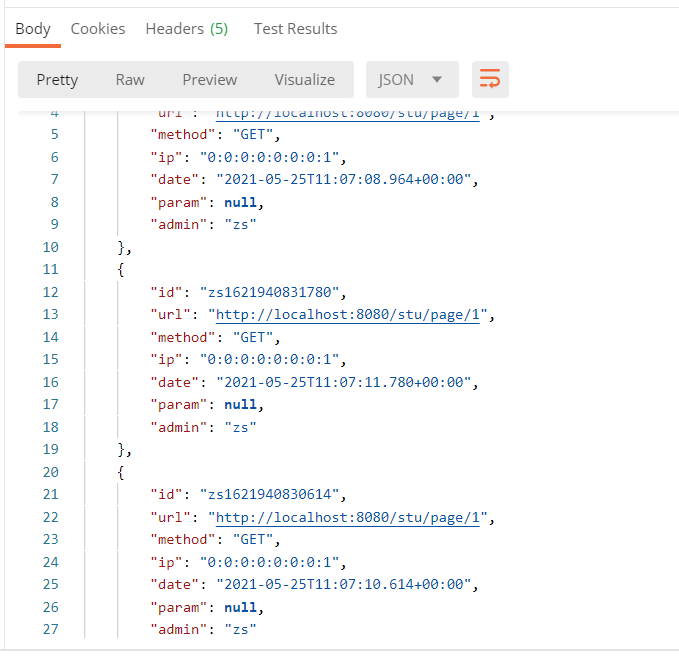 Body Cookies Headers (5) Test Results
Pretty Raw Preview Visualize JSON
4 "url": "http://localhost:8080/stu/page/1",
5 "method": "GET",
6 "ip": "0:0:0:0:0:0:0:1",
7 "date": "2021-05-25T11:07:08.964+00:00",
8 "param": null,
9 "admin": "zs"
10 },
11 {
12 "id": "zs1621940831780",
13 "url": "http://localhost:8080/stu/page/1",
14 "method": "GET",
15 "ip": "0:0:0:0:0:0:0:1",
16 "date": "2021-05-25T11:07:11.780+00:00",
17 "param": null,
18 "admin": "zs"
19 },
20 {
21 "id": "zs1621940830614",
22 "url": "http://localhost:8080/stu/page/1",
23 "method": "GET",
24 "ip": "0:0:0:0:0:0:0:1",
25 "date": "2021-05-25T11:07:10.614+00:00",
26 "param": null,
27 "admin": "zs"